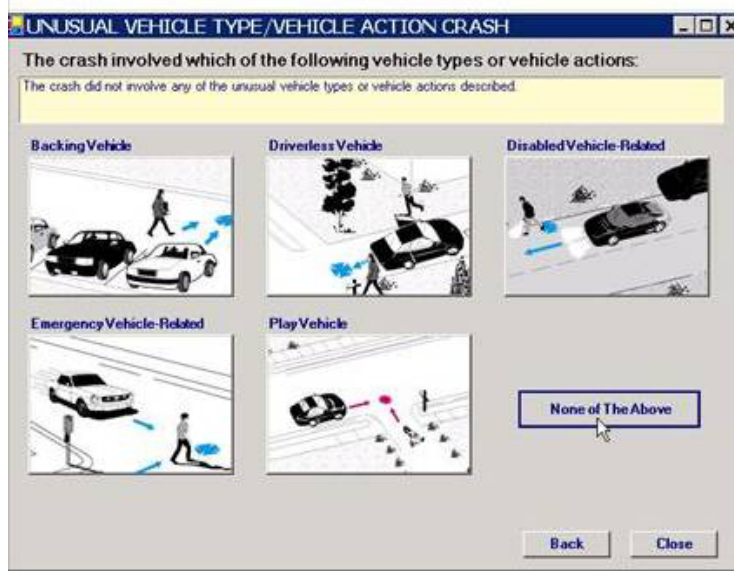 UNUSUAL VEHICLE TYPE/VEHICLE ACTION CRASH
The crash involved which of the following vehicle types or vehicle actions:
The crash did not involve any of the unusual vehicle types or vehicle actions described.
Backing Vehicle
Driverless Vehicle
Disabled Vehicle-Related
Emergency Vehicle-Related
Play Vehicle
None of The Above
Back
Close